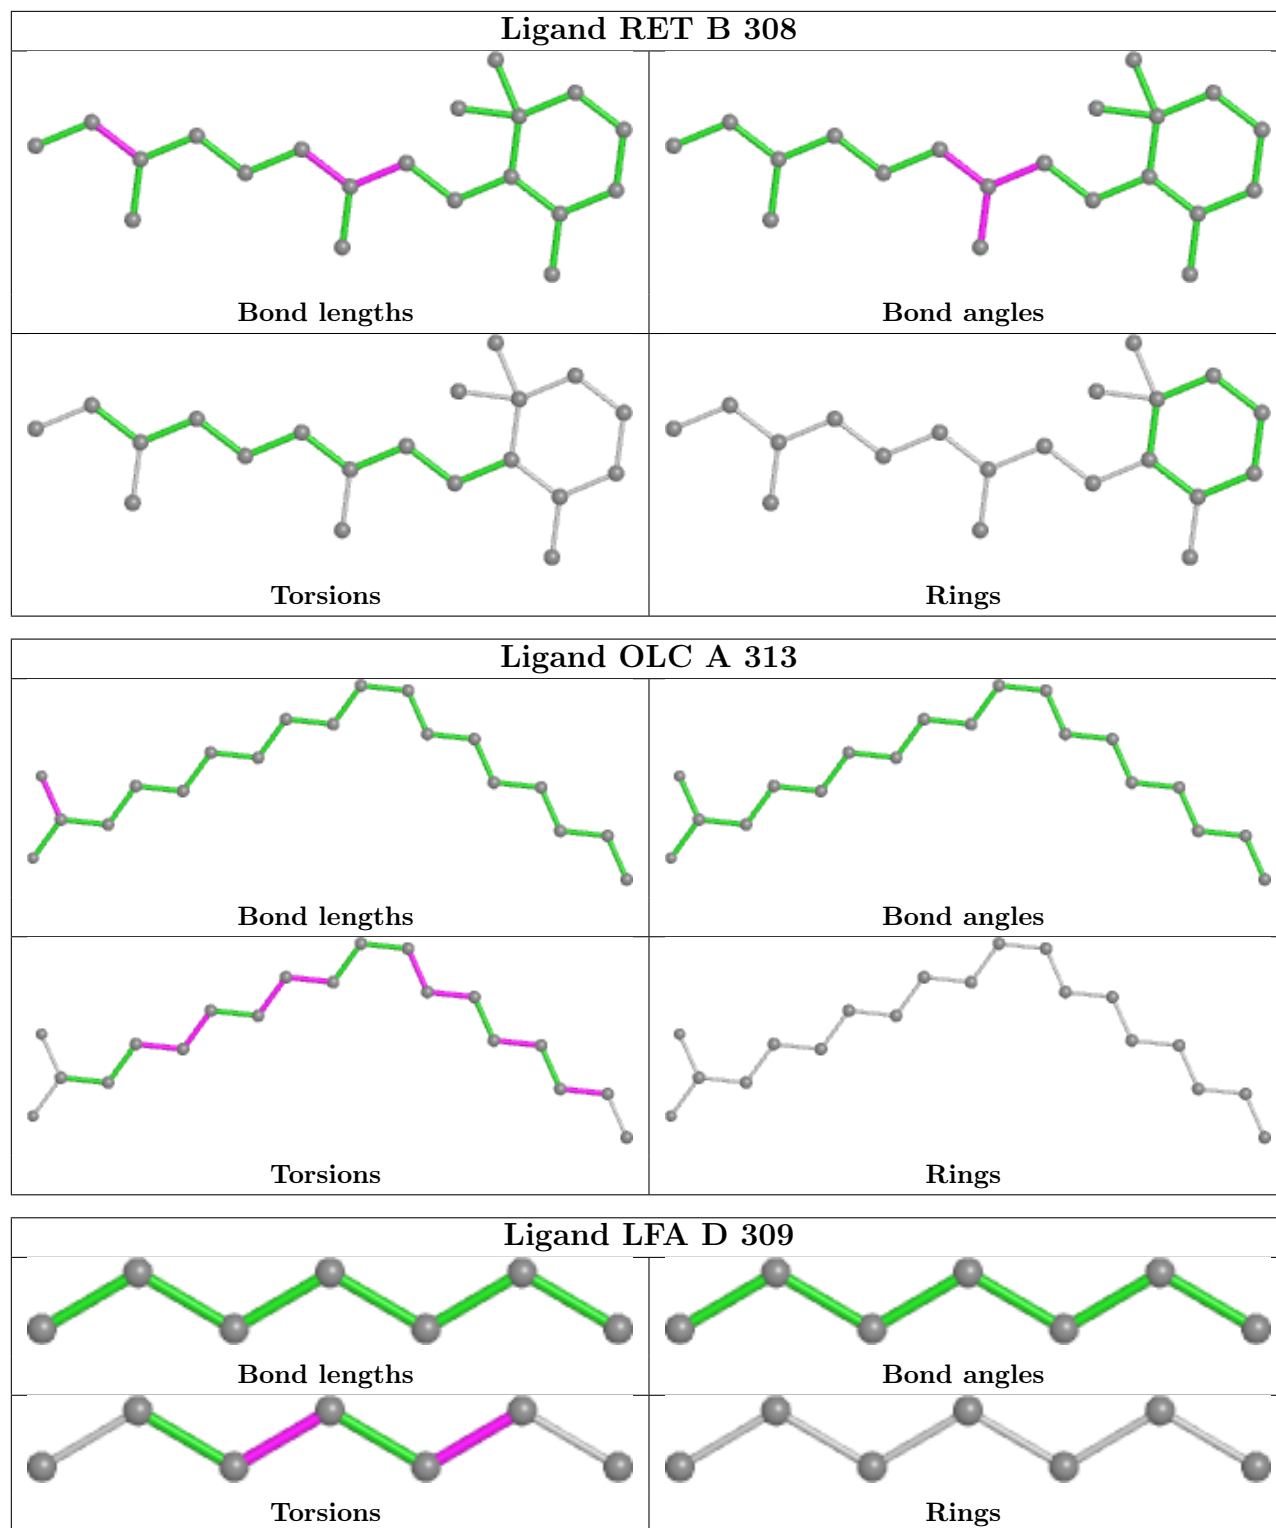 Ligand RET B 308
Bond lengths
Bond angles
Torsions
Rings
Ligand OLC A 313
Bond lengths
Bond angles
Torsions
Rings
Ligand LFA D 309
Bond lengths
Bond angles
Torsions
Rings